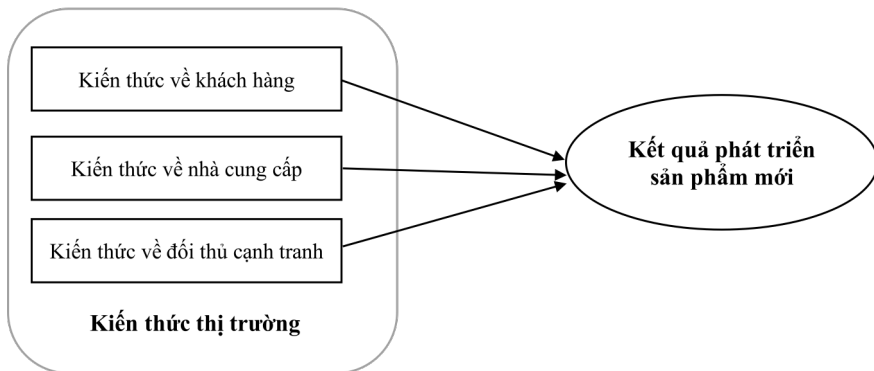 Kiến thức về khách hàng
Kiến thức về nhà cung cấp
Kiến thức về đối thủ cạnh tranh
Kiến thức thị trường
Kết quả phát triển
sản phẩm mới